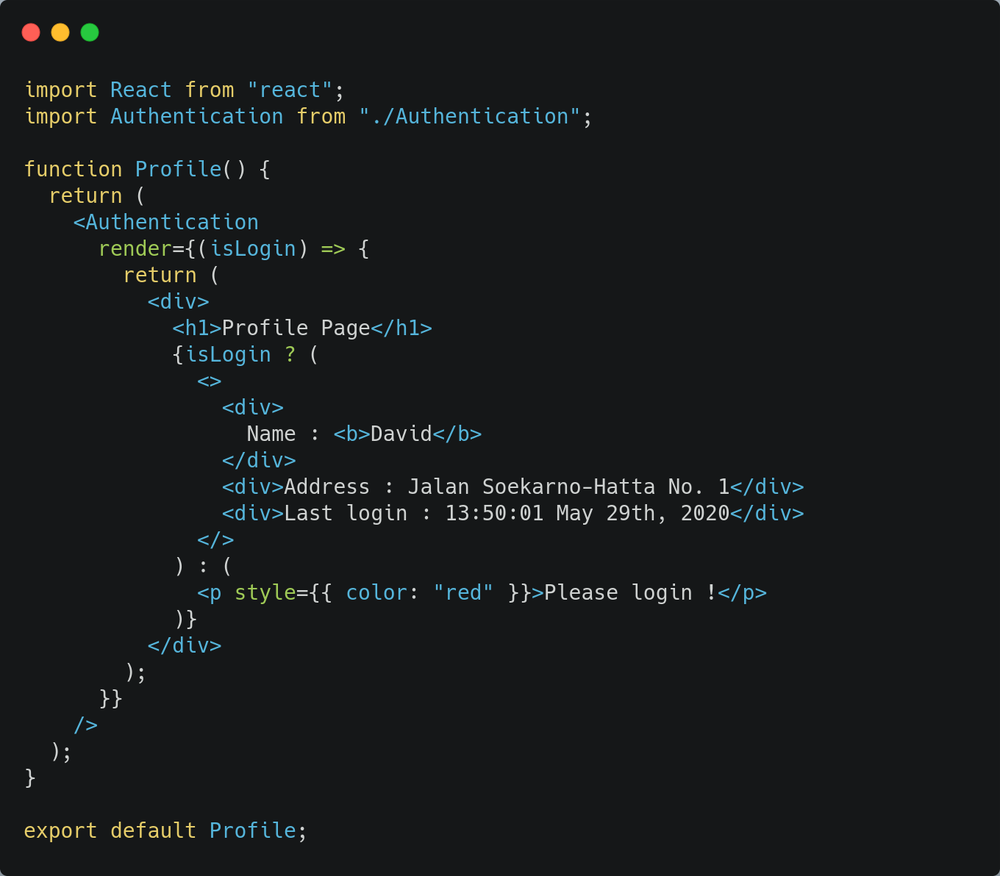 import React from "react";
import Authentication from "./Authentication";

function Profile() {
  return (
    <Authentication
      render={(isLogin) => {
        return (
          <div>
            <h1>Profile Page</h1>
            {isLogin ? (
              <>
                <div>
                  Name : <b>David</b>
                </div>
                <div>Address : Jalan Soekarno-Hatta No. 1</div>
                <div>Last login : 13:50:01 May 29th, 2020</div>
              </>
            ) : (
              <p style={{ color: "red" }}>Please login !</p>
            )}
          </div>
        );
      }}
    />
  );
}

export default Profile;